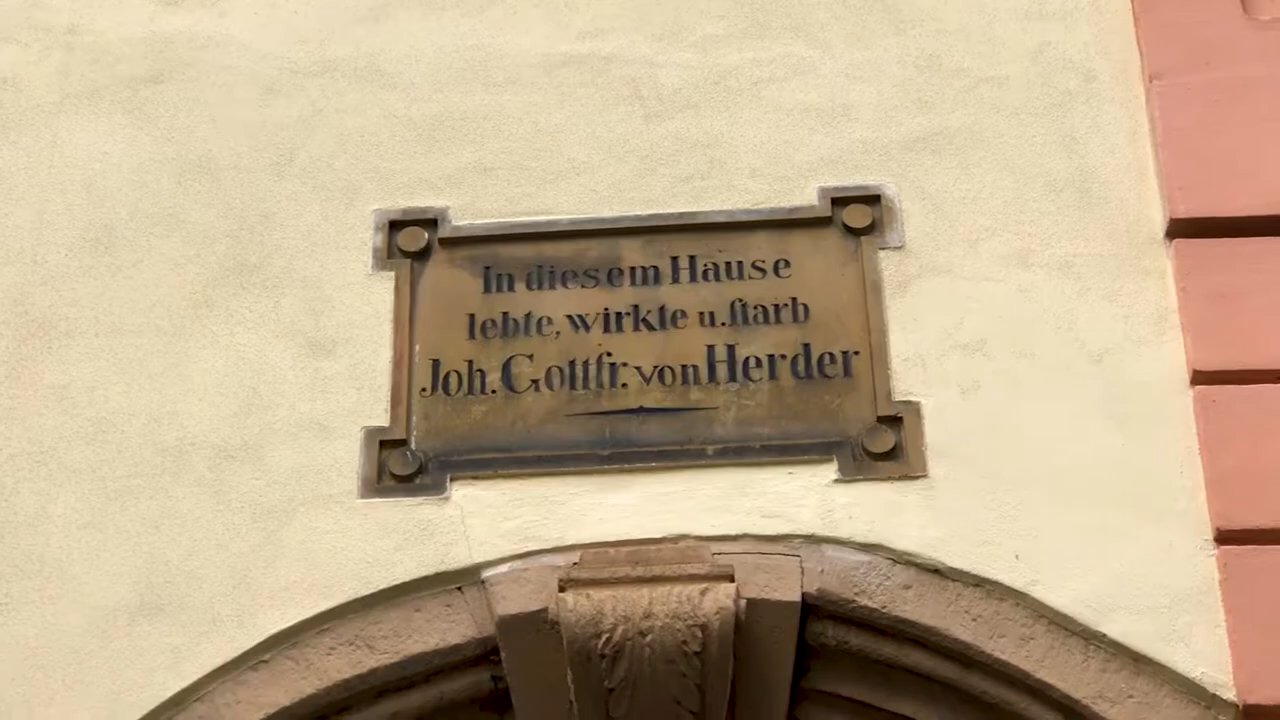 In diesem Hause
lebte, wirkte u. starb
Joh. Gottfr. von Herder